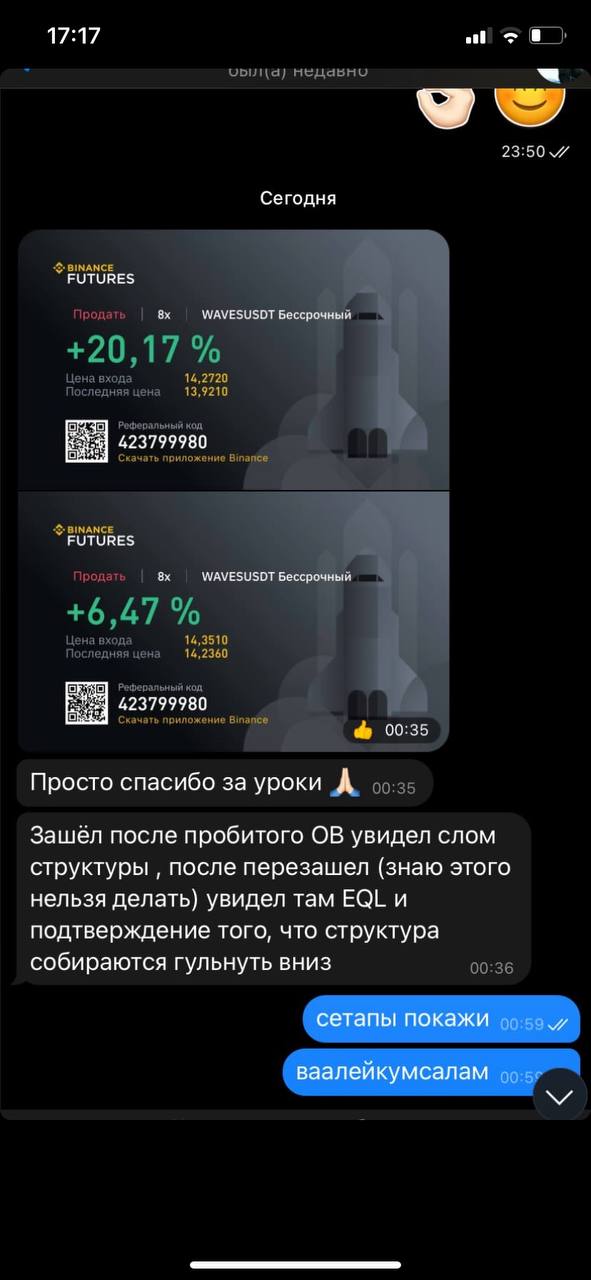 17:17
был(а) недавно
23:50
Сегодня
BINANCE
FUTURES
Продать | 8x | WAVESUSDT Бессрочный
+20,17 %
Цена входа 14,2720
Последняя цена 13,9210
Реферальный код
423799980
Скачать приложение Binance
BINANCE
FUTURES
Продать | 8x | WAVESUSDT Бессрочный
+6,47 %
Цена входа 14,3510
Последняя цена 14,2360
Реферальный код
423799980
Скачать приложение Binance
00:35
Просто спасибо за уроки 🙏🏻 00:35
Зашёл после пробитого ОВ увидел слом
структуры , после перезашел (знаю этого
нельзя делать) увидел там EQL и
подтверждение того, что структура
собираются гульнуть вниз 00:36
сетапы покажи 00:59
ваалейкумсалам 00:59